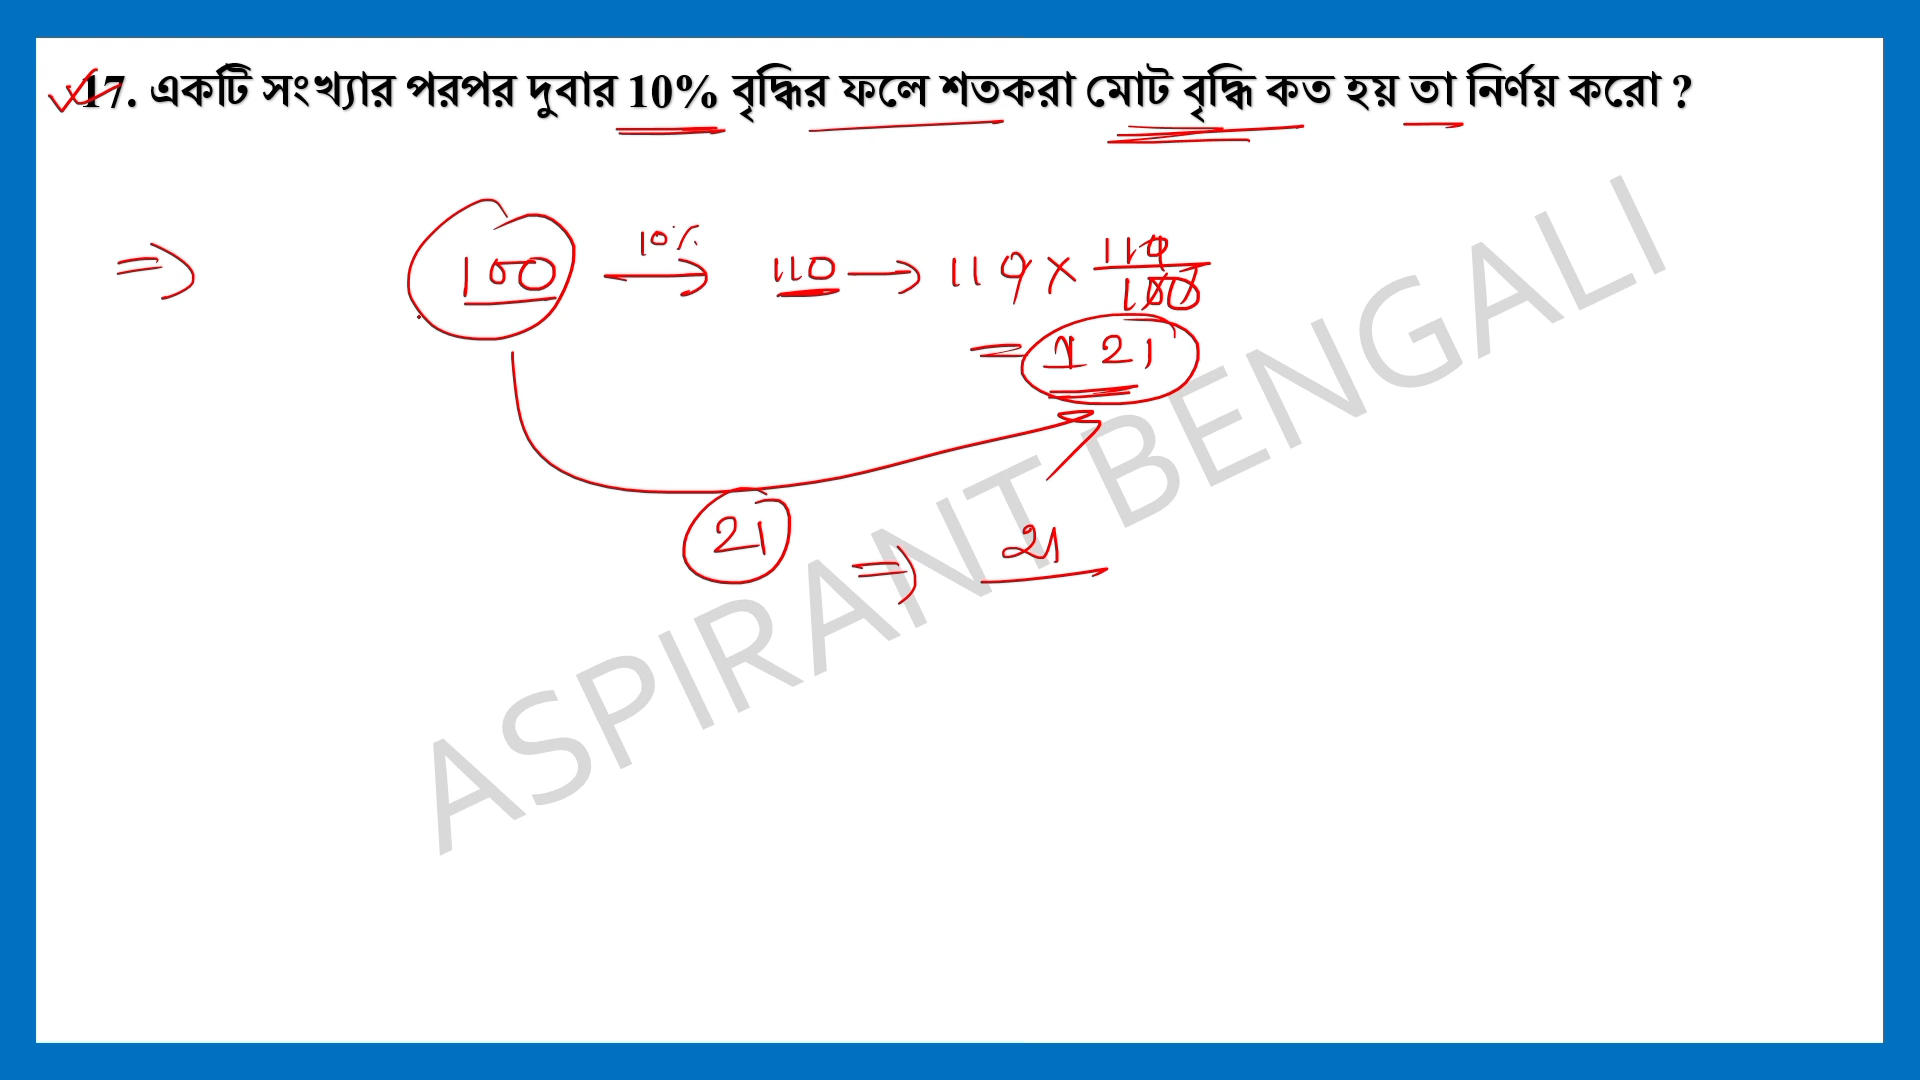 17. একটি সংখ্যার পরপর দুবার 10% বৃদ্ধির ফলে শতকরা মোট বৃদ্ধি কত হয় তা নির্ণয় করো ?
⇒ 100 10% → 110 → 110 × 110/100
= 121
21
⇒ 21
ASPIRANT BENGALI